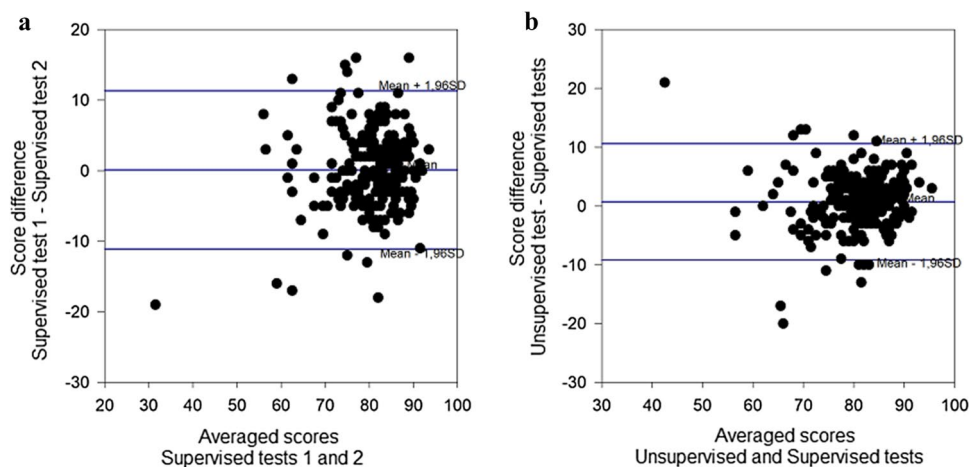 a
20
10
0
-10
-20
-30
Score difference
Supervised test 1 - Supervised test 2
Mean + 1.96SD
Mean
Mean - 1,96SD
20 30 40 50 60 70 80 90 100
Averaged scores
Supervised tests 1 and 2
b
30
20
10
0
-10
-20
-30
Score difference
Unsupervised test - Supervised tests
Mean + 1,96SD
Mean
Mean - 1,96SD
30 40 50 60 70 80 90 100
Averaged scores
Unsupervised and Supervised tests